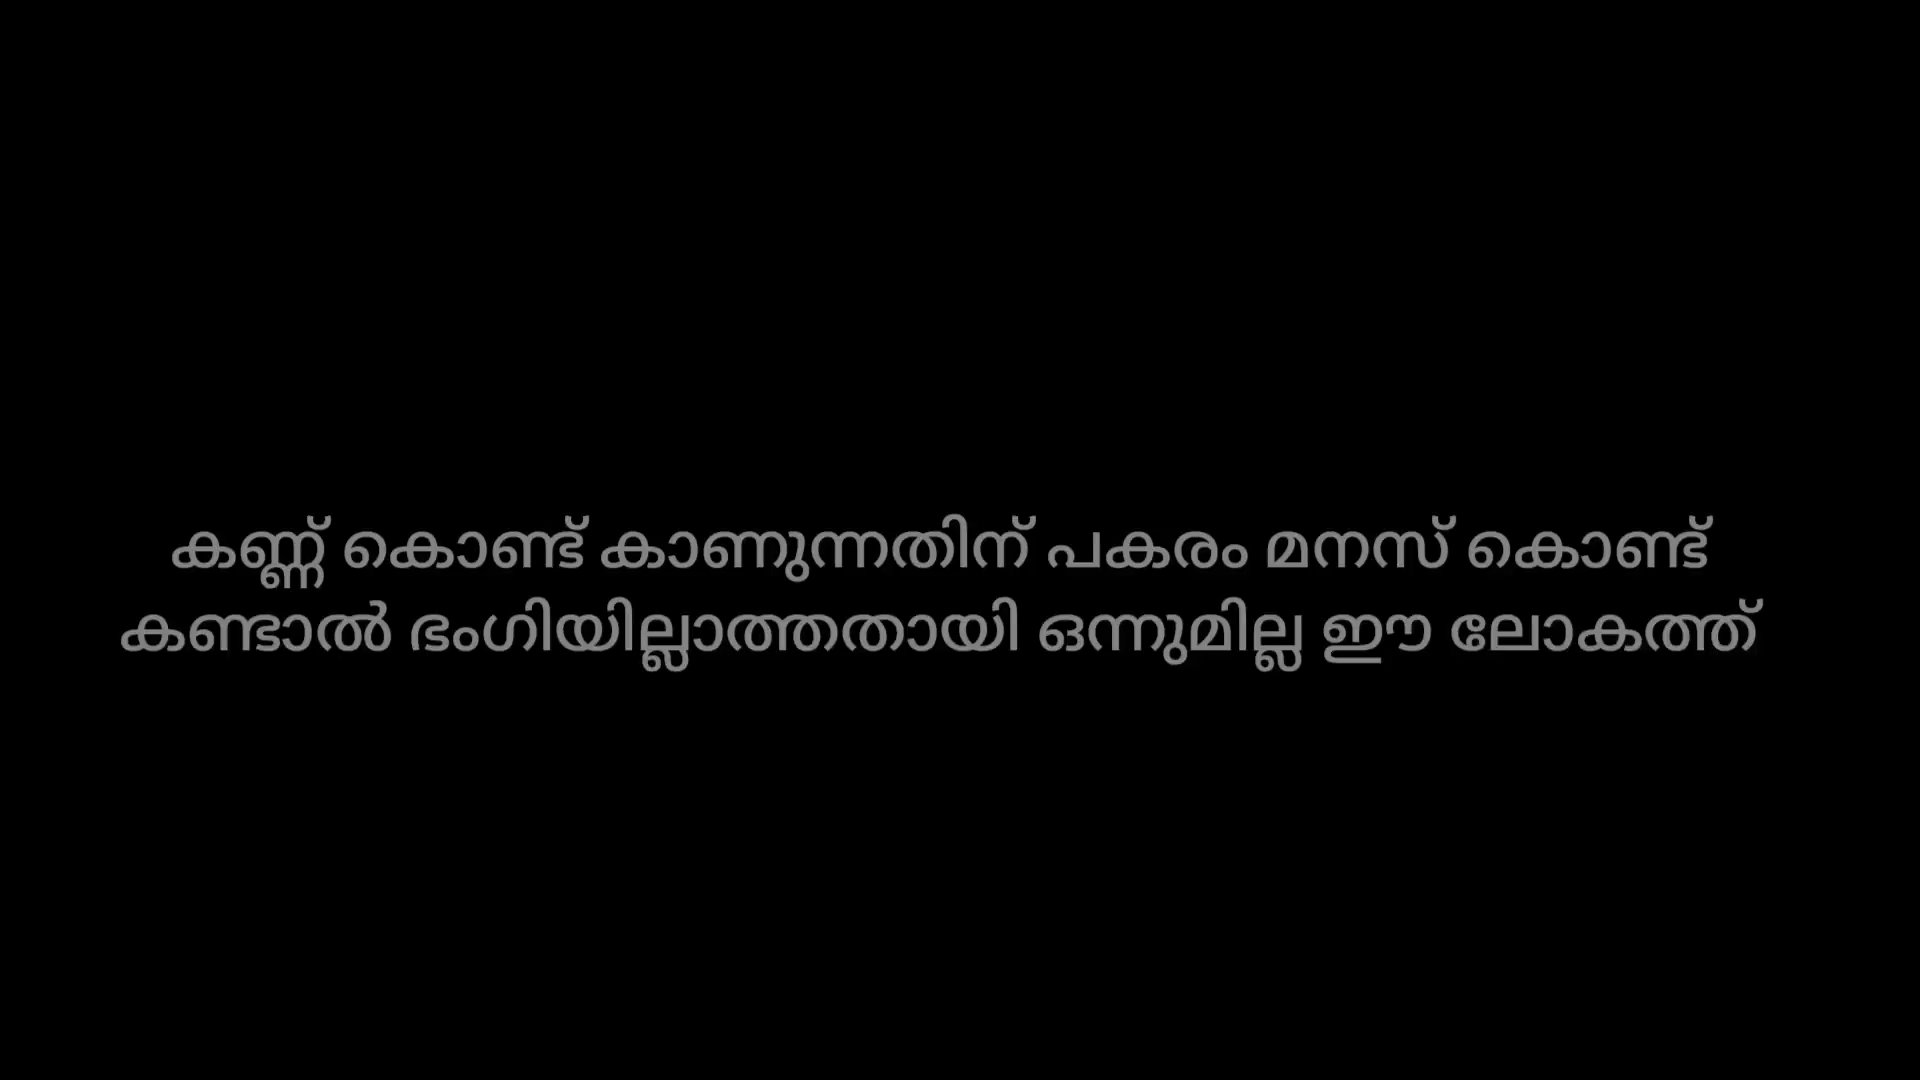 കണ്ണ് കൊണ്ട് കാണുന്നതിന് പകരം മനസ് കൊണ്ട്
കണ്ടാൽ ഭംഗിയില്ലാത്തതായി ഒന്നുമില്ല ഈ ലോകത്ത്